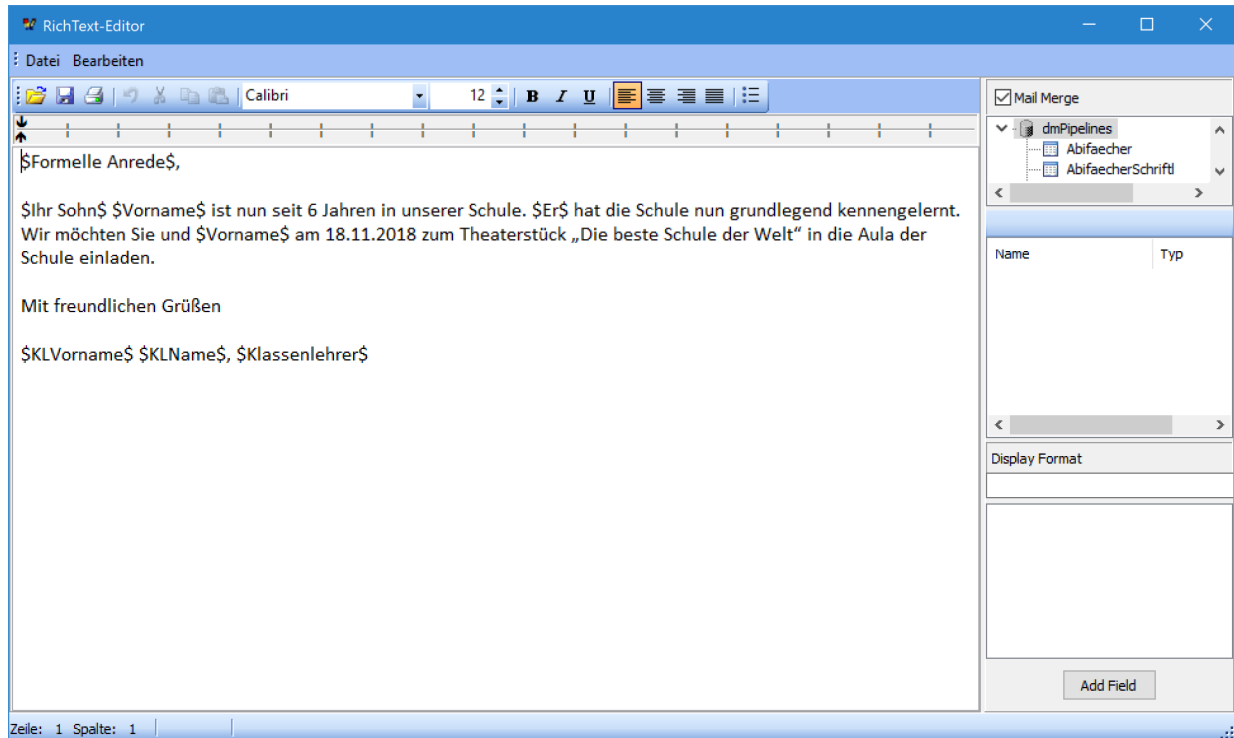 RichText-Editor
Datei Bearbeiten
Calibri 12 B I U
Mail Merge
dmPipelines
Abifaecher
AbifaecherSchriftl
$Formelle Anrede$,
$Ihr Sohn$ $Vorname$ ist nun seit 6 Jahren in unserer Schule. $Er$ hat die Schule nun grundlegend kennengelernt.
Wir möchten Sie und $Vorname$ am 18.11.2018 zum Theaterstück „Die beste Schule der Welt“ in die Aula der
Schule einladen.
Mit freundlichen Grüßen
$KLVorname$ $KLName$, $Klassenlehrer$
Name Typ
Display Format
Add Field
Zeile: 1 Spalte: 1